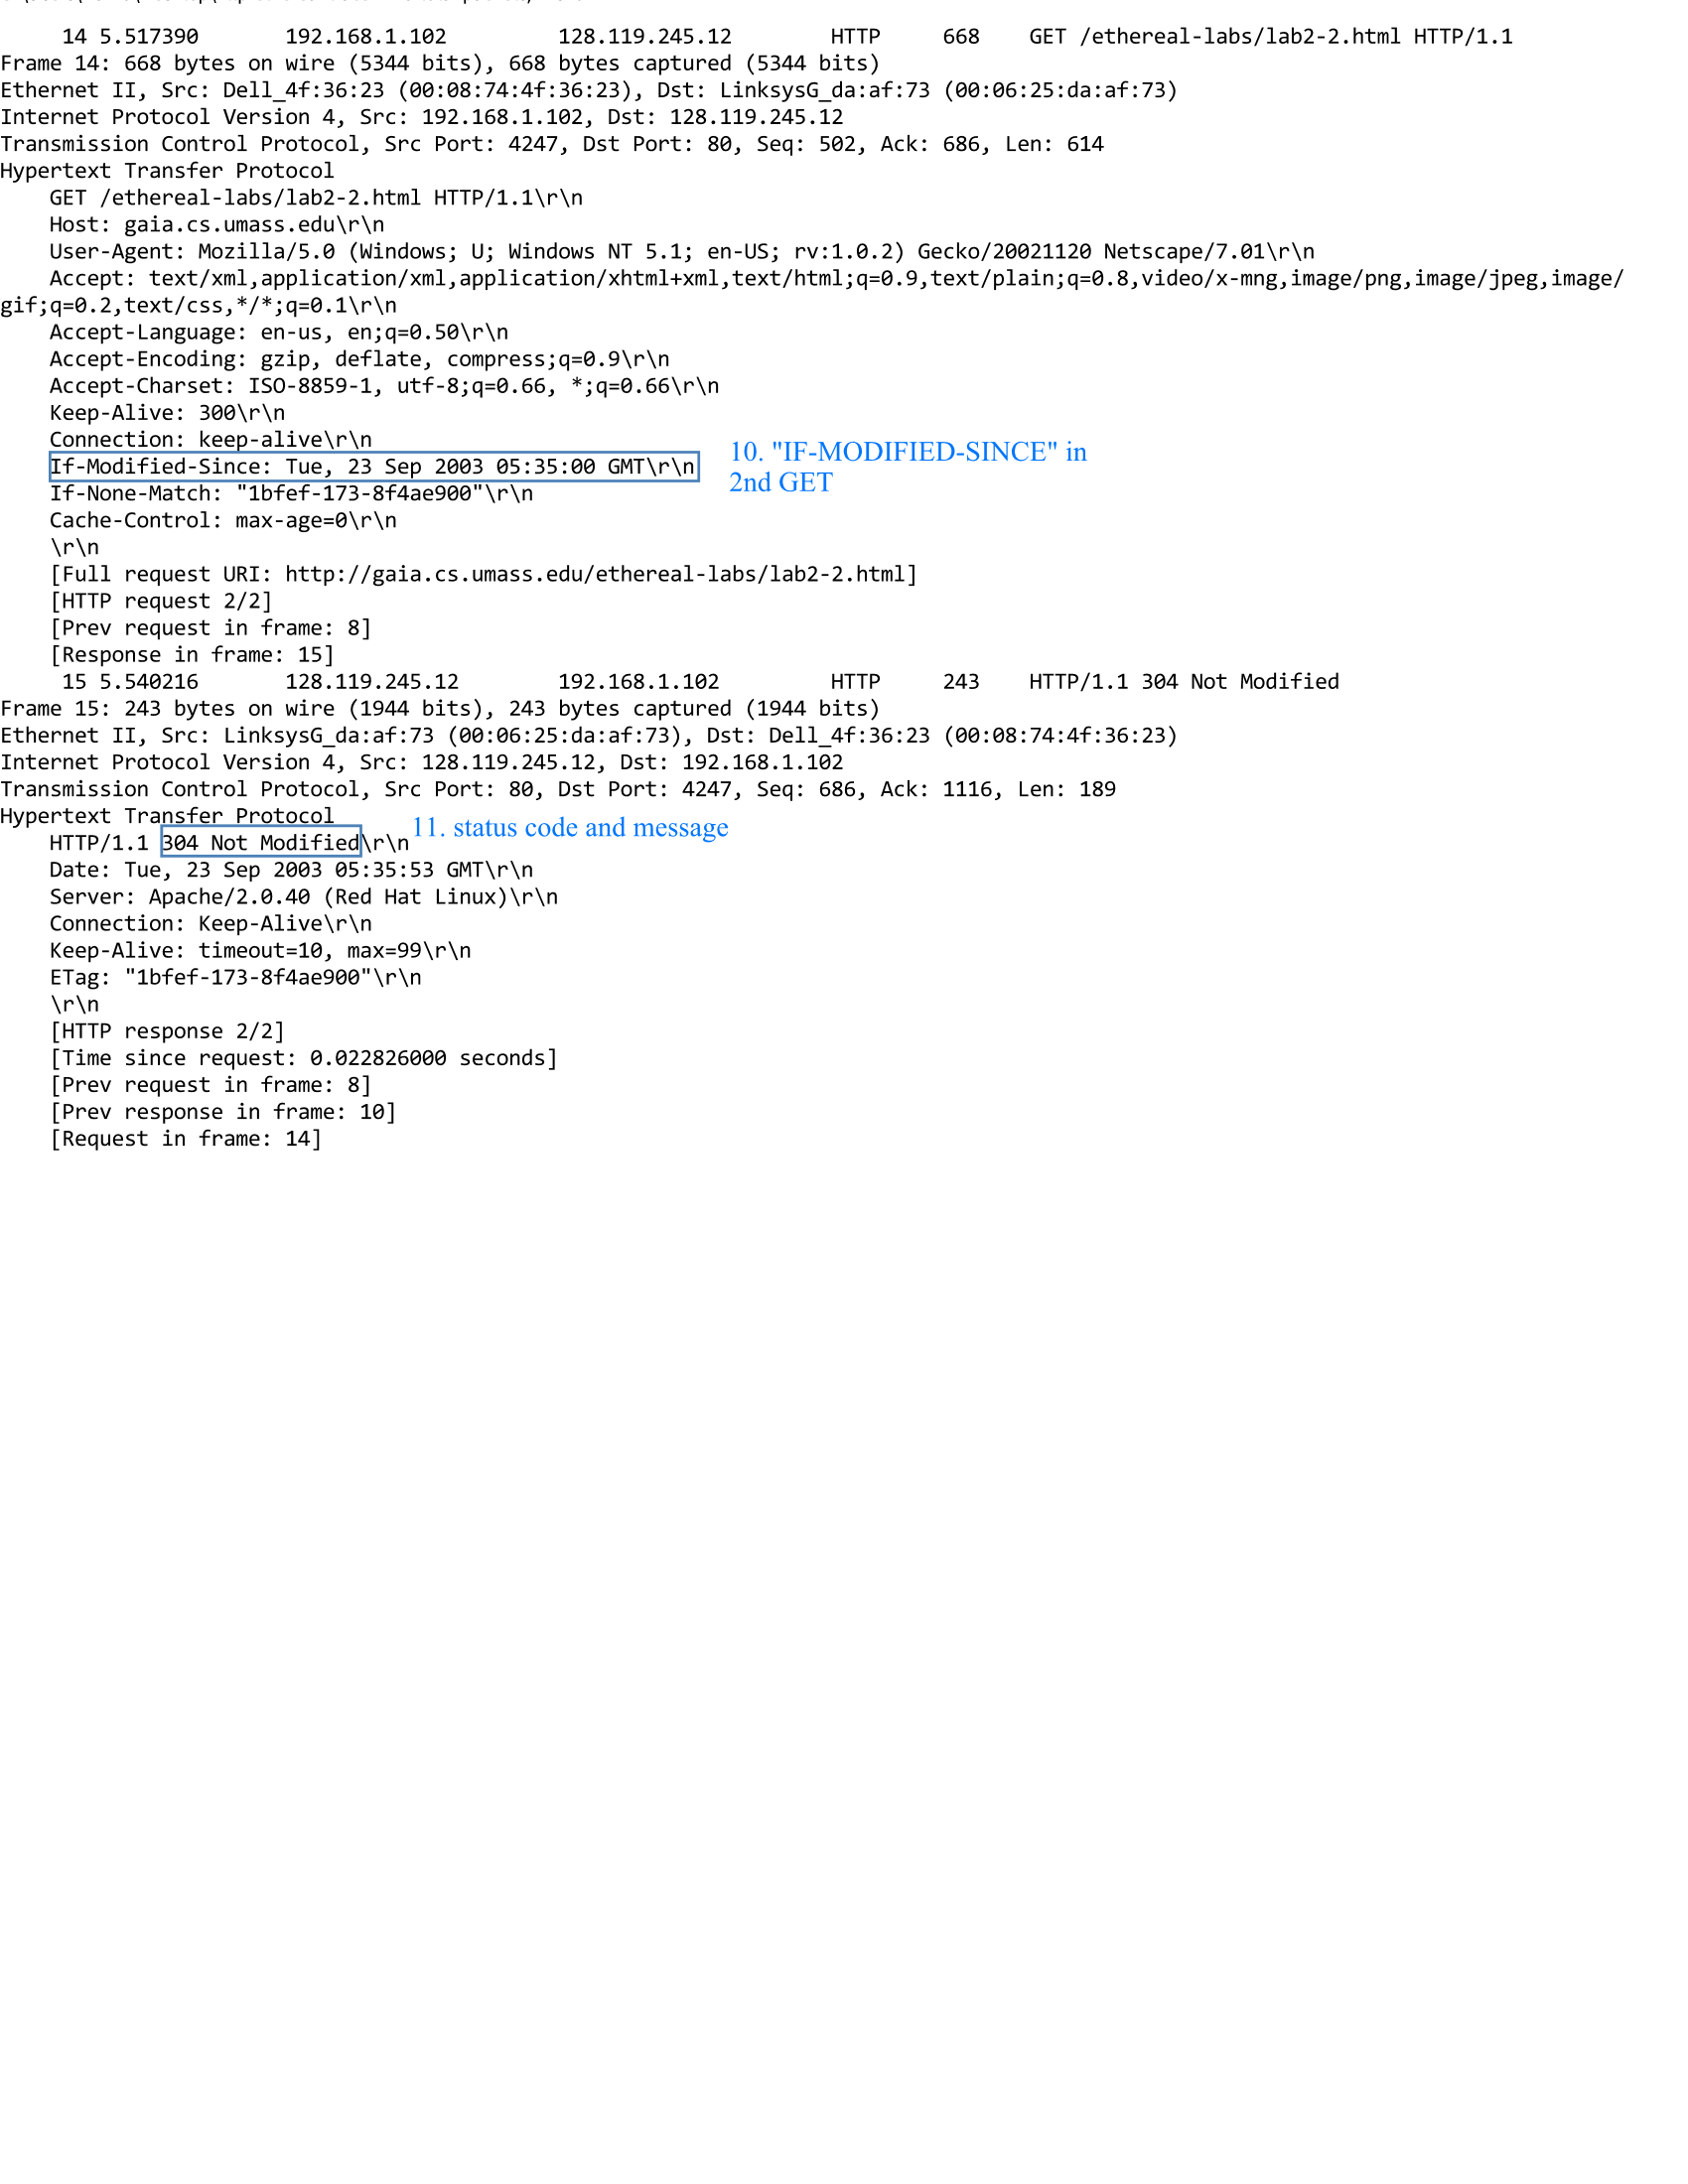 14 5.517390 192.168.1.102 128.119.245.12 HTTP 668 GET /ethereal-labs/lab2-2.html HTTP/1.1
Frame 14: 668 bytes on wire (5344 bits), 668 bytes captured (5344 bits)
Ethernet II, Src: Dell_4f:36:23 (00:08:74:4f:36:23), Dst: LinksysG_da:af:73 (00:06:25:da:af:73)
Internet Protocol Version 4, Src: 192.168.1.102, Dst: 128.119.245.12
Transmission Control Protocol, Src Port: 4247, Dst Port: 80, Seq: 502, Ack: 686, Len: 614
Hypertext Transfer Protocol
GET /ethereal-labs/lab2-2.html HTTP/1.1\r\n
Host: gaia.cs.umass.edu\r\n
User-Agent: Mozilla/5.0 (Windows; U; Windows NT 5.1; en-US; rv:1.0.2) Gecko/20021120 Netscape/7.01\r\n
Accept: text/xml,application/xml,application/xhtml+xml,text/html;q=0.9,text/plain;q=0.8,video/x-mng,image/png,image/jpeg,image/
gif;q=0.2,text/css,*/*;q=0.1\r\n
Accept-Language: en-us, en;q=0.50\r\n
Accept-Encoding: gzip, deflate, compress;q=0.9\r\n
Accept-Charset: ISO-8859-1, utf-8;q=0.66, *;q=0.66\r\n
Keep-Alive: 300\r\n
Connection: keep-alive\r\n
If-Modified-Since: Tue, 23 Sep 2003 05:35:00 GMT\r\n
10. "IF-MODIFIED-SINCE" in
2nd GET
If-None-Match: "1bfef-173-8f4ae900"\r\n
Cache-Control: max-age=0\r\n
\r\n
[Full request URI: http://gaia.cs.umass.edu/ethereal-labs/lab2-2.html]
[HTTP request 2/2]
[Prev request in frame: 8]
[Response in frame: 15]
15 5.540216 128.119.245.12 192.168.1.102 HTTP 243 HTTP/1.1 304 Not Modified
Frame 15: 243 bytes on wire (1944 bits), 243 bytes captured (1944 bits)
Ethernet II, Src: LinksysG_da:af:73 (00:06:25:da:af:73), Dst: Dell_4f:36:23 (00:08:74:4f:36:23)
Internet Protocol Version 4, Src: 128.119.245.12, Dst: 192.168.1.102
Transmission Control Protocol, Src Port: 80, Dst Port: 4247, Seq: 686, Ack: 1116, Len: 189
Hypertext Transfer Protocol
HTTP/1.1 304 Not Modified\r\n
11. status code and message
Date: Tue, 23 Sep 2003 05:35:53 GMT\r\n
Server: Apache/2.0.40 (Red Hat Linux)\r\n
Connection: Keep-Alive\r\n
Keep-Alive: timeout=10, max=99\r\n
ETag: "1bfef-173-8f4ae900"\r\n
\r\n
[HTTP response 2/2]
[Time since request: 0.022826000 seconds]
[Prev request in frame: 8]
[Prev response in frame: 10]
[Request in frame: 14]